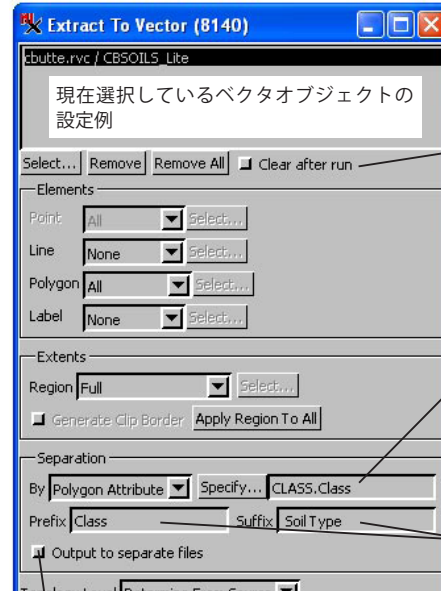 Extract To Vector (8140)
cbutte.rvc / CBSOILS_Lite
現在選択しているベクタオブジェクトの
設定例
Select... Remove Remove All Clear after run
Elements
Point All Select...
Line None Select...
Polygon All Select...
Label None Select...
Extents
Region Full Select...
Generate Clip Border Apply Region To All
Separation
By Polygon Attribute Specify... CLASS.Class
Prefix Class Suffix Soil Type
Output to separate files